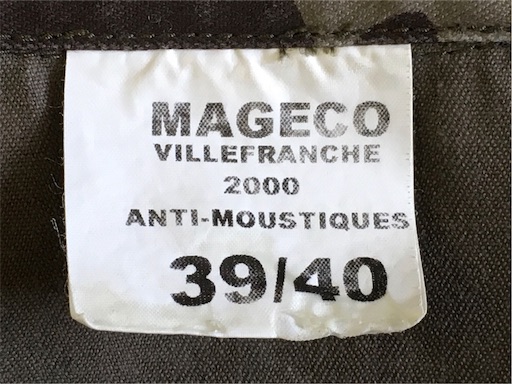 MAGECO
VILLEFRANCHE
2000
ANTI-MOUSTIQUES
39/40